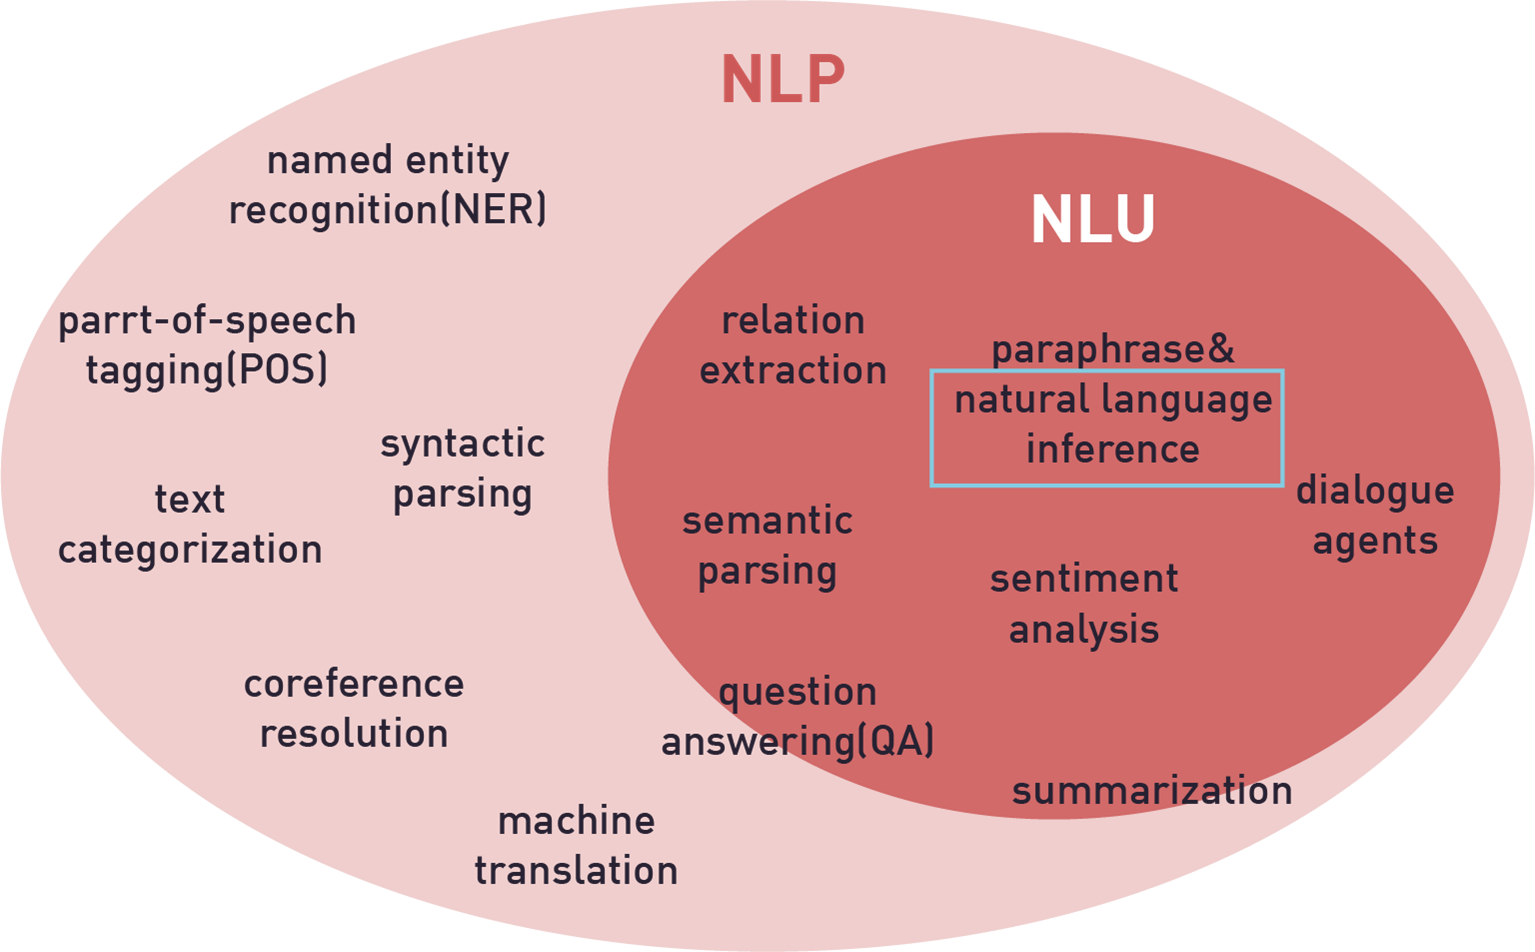 NLP
named entity
recognition(NER)
NLU
parrt-of-speech
tagging(POS)
relation
extraction
paraphrase&
natural language
inference
syntactic
parsing
text
categorization
semantic
parsing
dialogue
agents
sentiment
analysis
coreference
resolution
question
answering(QA)
summarization
machine
translation